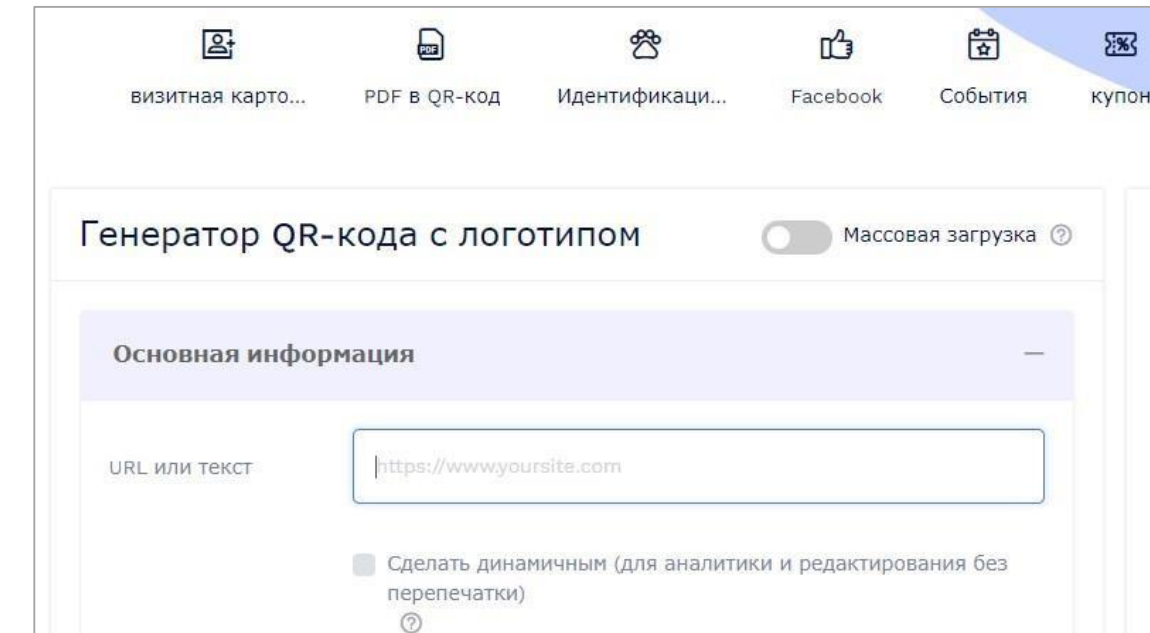 PDF
визитная карто...
PDF в QR-код
Идентификаци...
Facebook
События
купон
Генератор QR-кода с логотипом
Массовая загрузка
Основная информация
URL или текст
https://www.yoursite.com
Сделать динамичным (для аналитики и редактирования без
перепечатки)